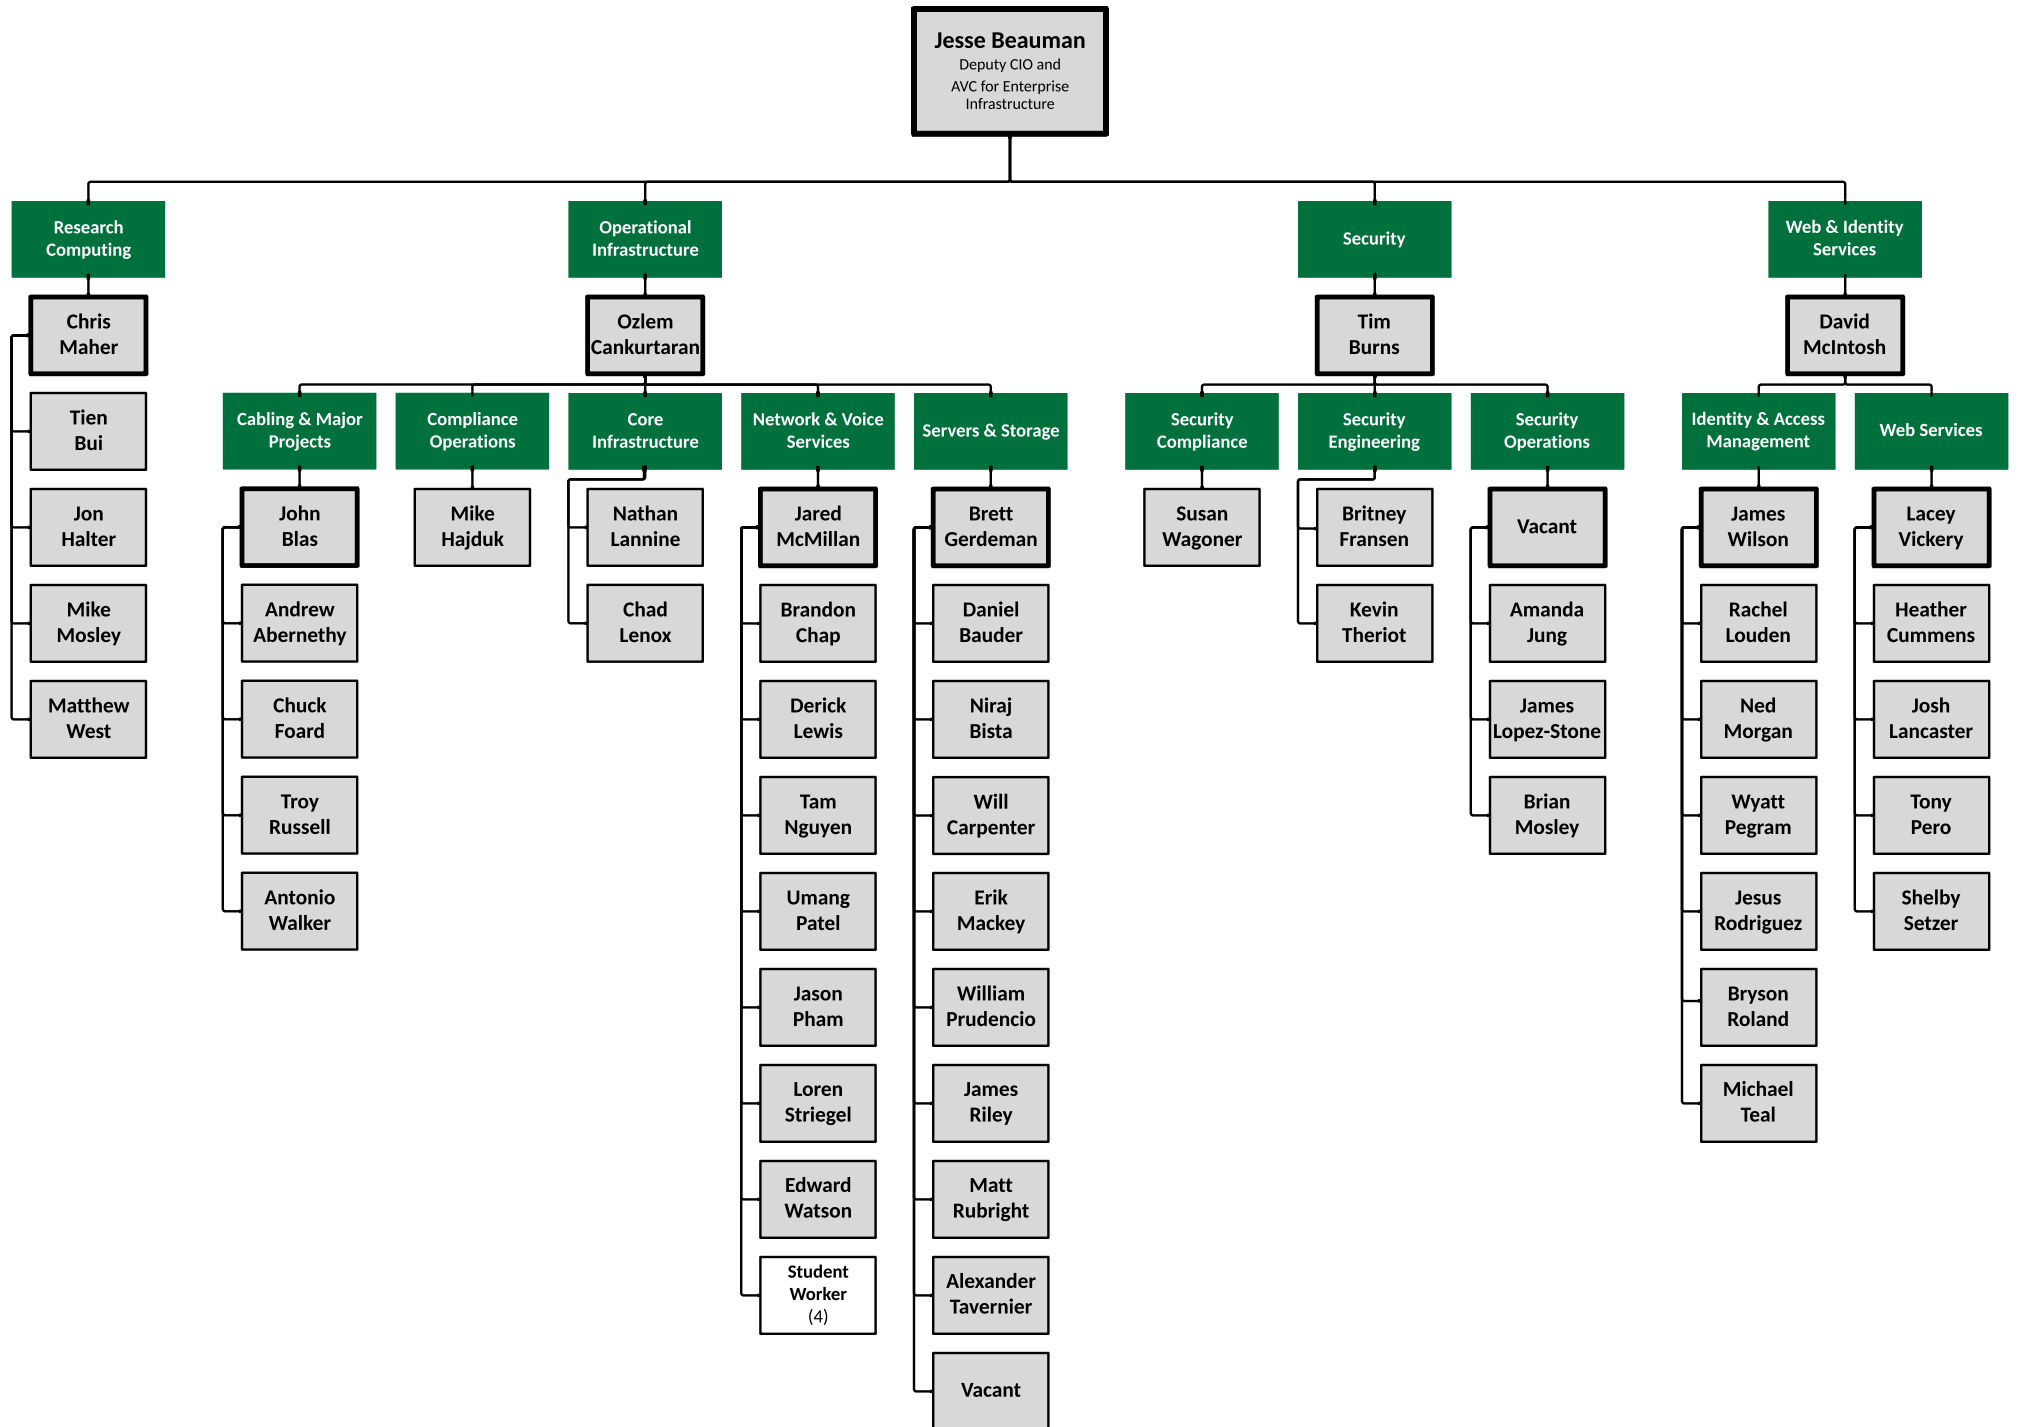 Jesse Beauman
Deputy CIO and
AVC for Enterprise
Infrastructure
Research
Computing
Chris
Maher
Tien
Bui
Jon
Halter
Mike
Mosley
Matthew
West
Operational
Infrastructure
Ozlem
Cankurtaran
Cabling & Major
Projects
John
Blas
Andrew
Abernethy
Chuck
Foard
Troy
Russell
Antonio
Walker
Compliance
Operations
Mike
Hajduk
Core
Infrastructure
Nathan
Lannine
Chad
Lenox
Network & Voice
Services
Jared
McMillan
Brandon
Chap
Derick
Lewis
Tam
Nguyen
Umang
Patel
Jason
Pham
Loren
Striegel
Edward
Watson
Student
Worker
(4)
Servers & Storage
Brett
Gerdeman
Daniel
Bauder
Niraj
Bista
Will
Carpenter
Erik
Mackey
William
Prudencio
James
Riley
Matt
Rubright
Alexander
Tavernier
Vacant
Security
Tim
Burns
Security
Compliance
Susan
Wagoner
Security
Engineering
Britney
Fransen
Kevin
Theriot
Security
Operations
Vacant
Amanda
Jung
James
Lopez-Stone
Brian
Mosley
Web & Identity
Services
David
McIntosh
Identity & Access
Management
James
Wilson
Rachel
Louden
Ned
Morgan
Wyatt
Pegram
Jesus
Rodriguez
Bryson
Roland
Michael
Teal
Web Services
Lacey
Vickery
Heather
Cummens
Josh
Lancaster
Tony
Pero
Shelby
Setzer